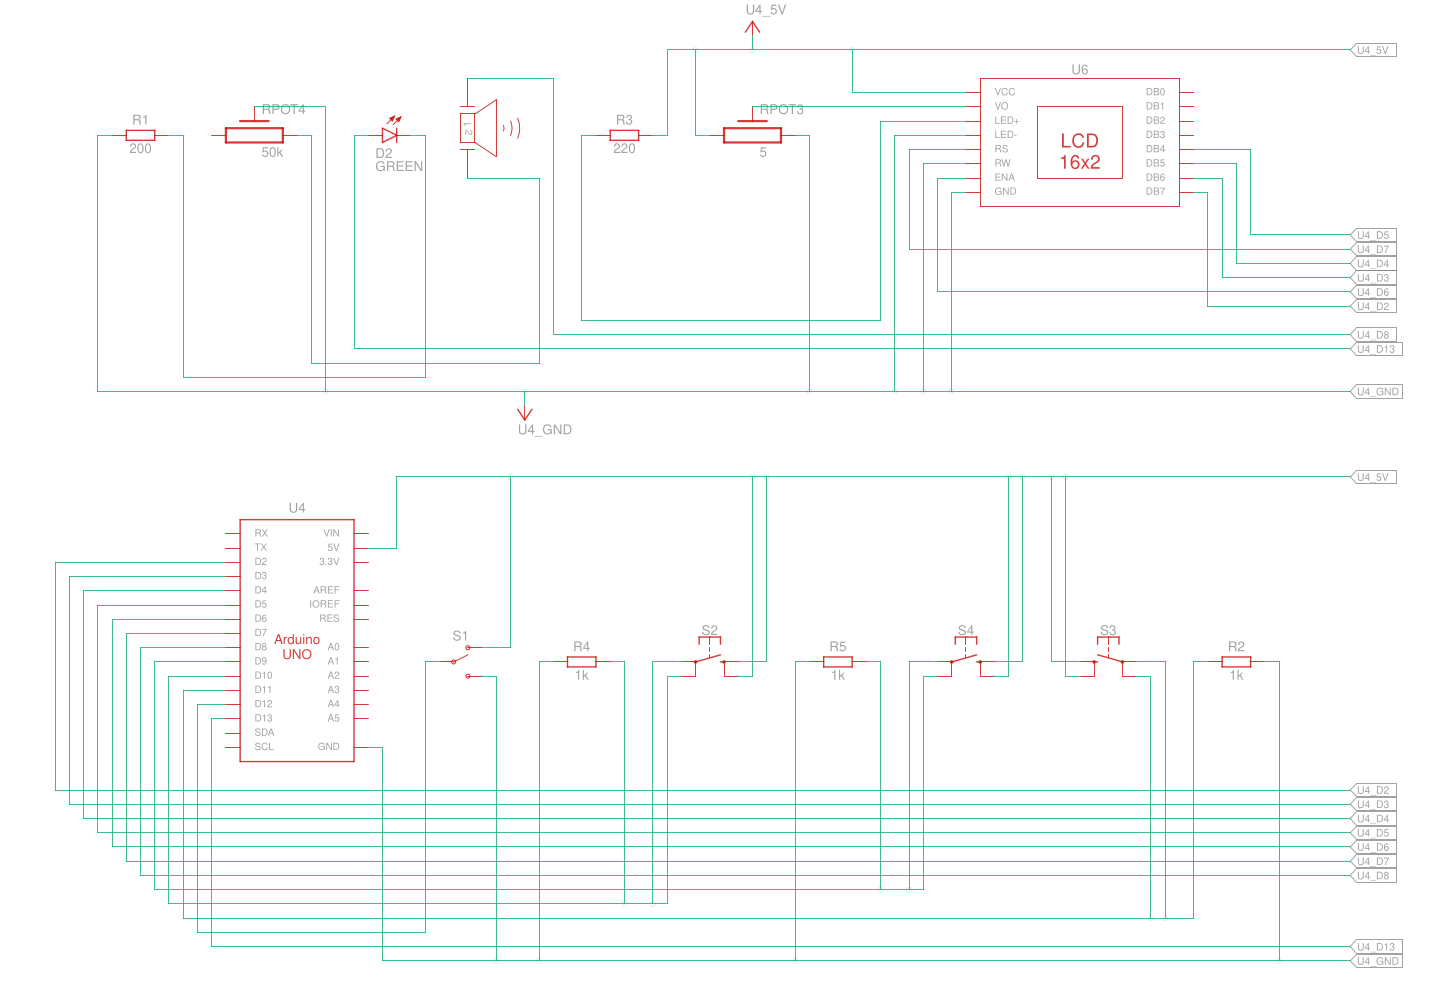 U4_5V
U4_5V
U6
VCC
VO
LED+
LED-
RS
RW
ENA
GND
DB0
DB1
DB2
DB3
DB4
DB5
DB6
DB7
LCD
16x2
R1
200
RPOT4
50k
D2
GREEN
1 2
R3
220
RPOT3
5
U4_D5
U4_D7
U4_D4
U4_D3
U4_D6
U4_D2
U4_D8
U4_D13
U4_GND
U4_GND
U4_5V
U4
RX
TX
D2
D3
D4
D5
D6
D7
D8
D9
D10
D11
D12
D13
SDA
SCL
VIN
5V
3.3V
AREF
IOREF
RES
A0
A1
A2
A3
A4
A5
GND
Arduino
UNO
S1
R4
1k
S2
R5
1k
S4
S3
R2
1k
U4_D2
U4_D3
U4_D4
U4_D5
U4_D6
U4_D7
U4_D8
U4_D13
U4_GND